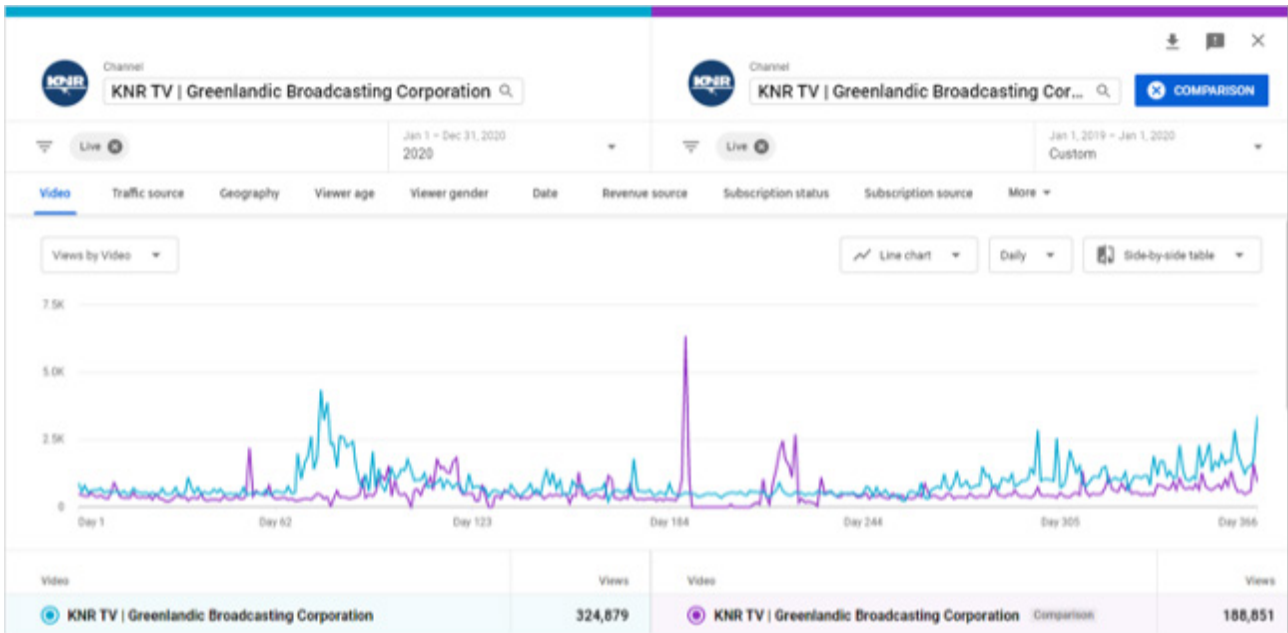 Channel
KNR
KNR TV | Greenlandic Broadcasting Corporation
Channel
KNR
KNR TV | Greenlandic Broadcasting Cor...
COMPARISON
Live
Jan 1 – Dec 31, 2020
2020
Live
Jan 1, 2019 – Jan 1, 2020
Custom
Video Traffic source Geography Viewer age Viewer gender Date Revenue source Subscription status Subscription source More
Views by Video
Line chart
Daily
Side-by-side table
7.5K
5.0K
2.5K
0
Day 1 Day 62 Day 123 Day 184 Day 244 Day 305 Day 366
Video Views Video Views
KNR TV | Greenlandic Broadcasting Corporation 324,879 KNR TV | Greenlandic Broadcasting Corporation Comparison 188,851